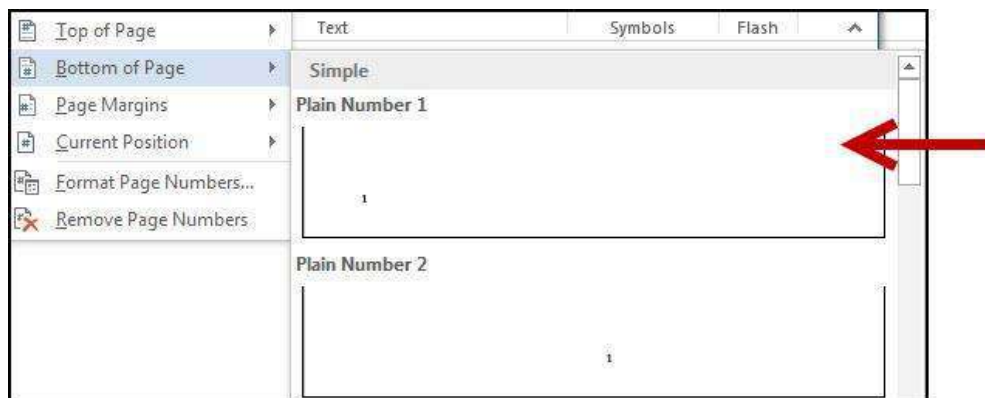 Top of Page
Bottom of Page
Page Margins
Current Position
Format Page Numbers...
Remove Page Numbers
Text Symbols Flash
Simple
Plain Number 1
1
Plain Number 2
1